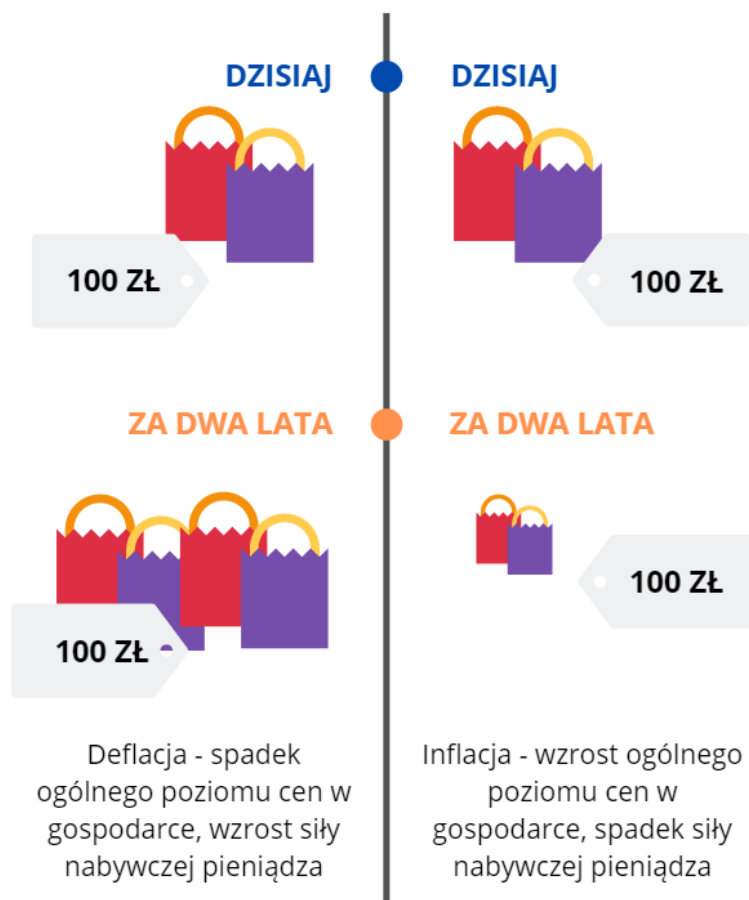 DZISIAJ
100 ZŁ
ZA DWA LATA
100 ZŁ
Deflacja - spadek
ogólnego poziomu cen w
gospodarce, wzrost siły
nabywczej pieniądza
DZISIAJ
100 ZŁ
ZA DWA LATA
100 ZŁ
Inflacja - wzrost ogólnego
poziomu cen w
gospodarce, spadek siły
nabywczej pieniądza